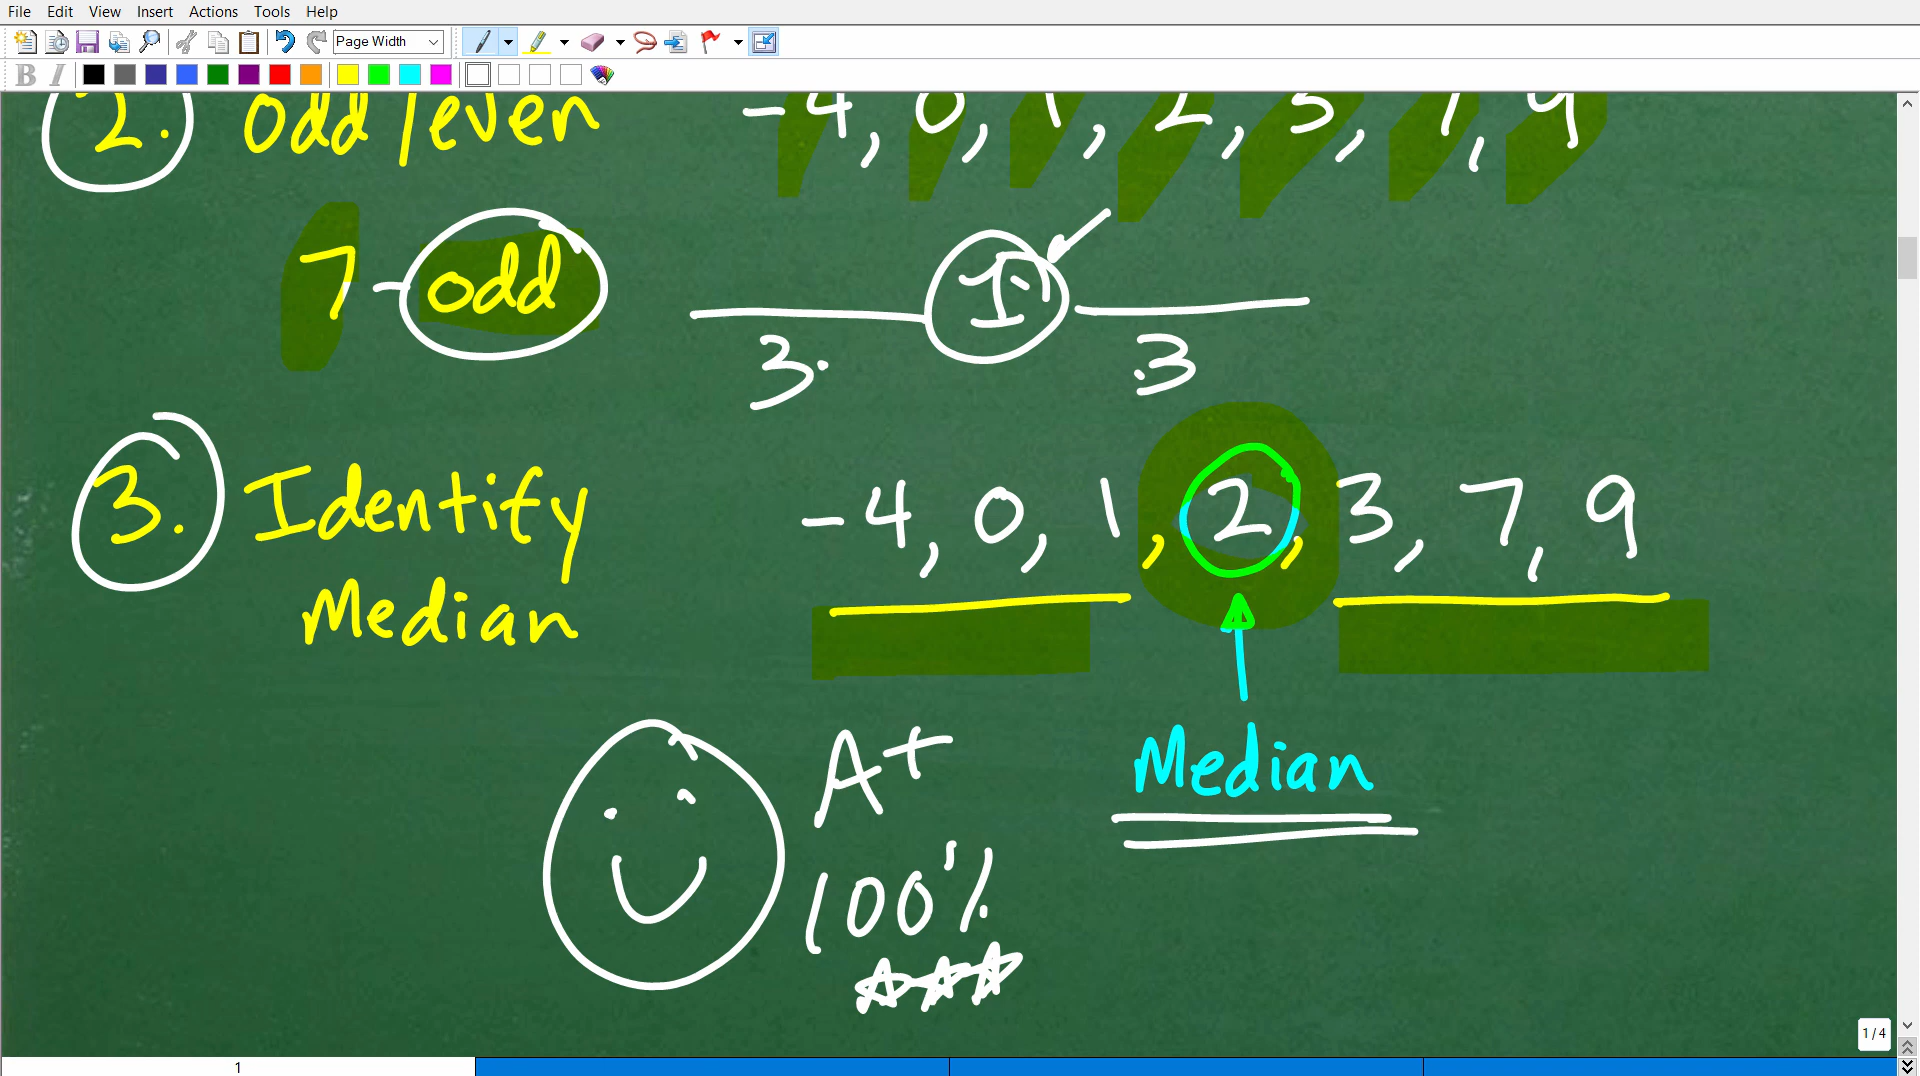 File Edit View Insert Actions Tools Help
Page Width
B I
2. odd/even -4, 0, 1, 2, 3, 7, 9
7 - odd
1
3 3
3. Identify -4, 0, 1, 2, 3, 7, 9
Median
Median
A+
100%
1/4
1